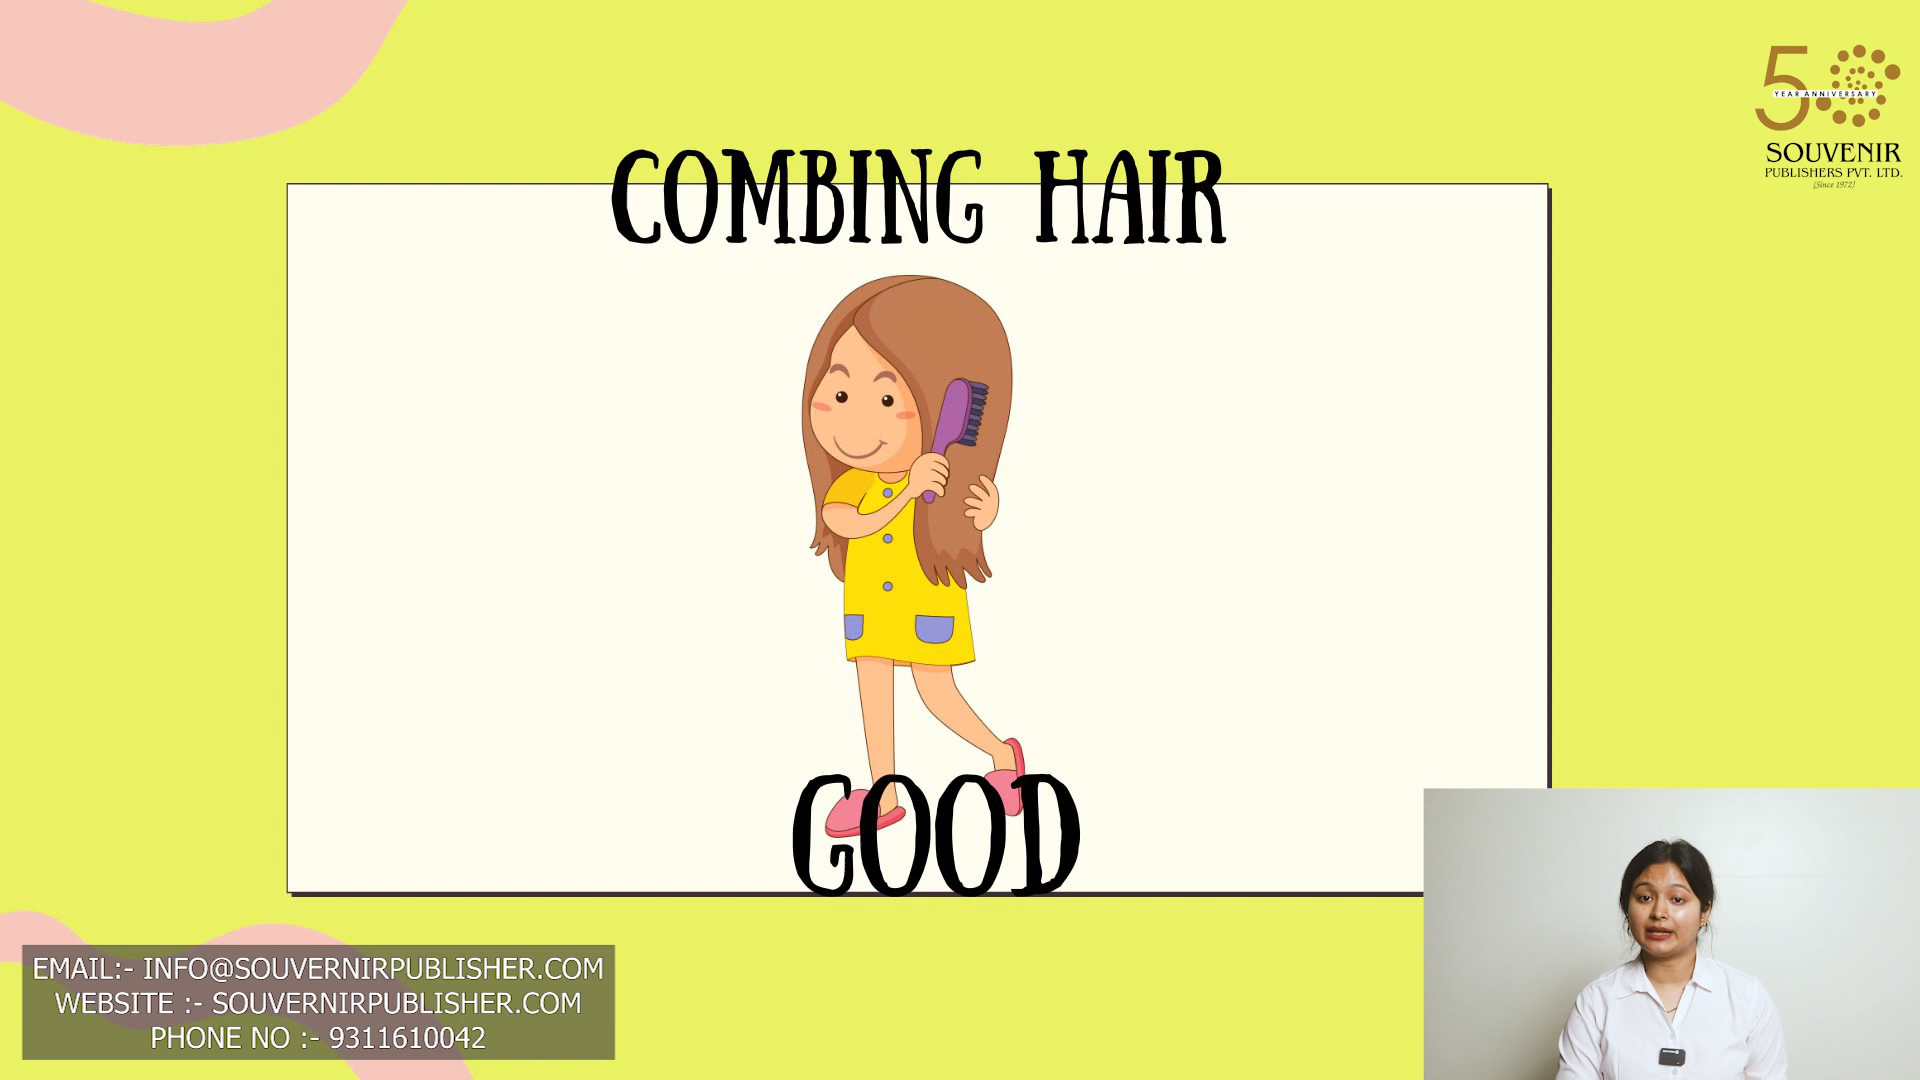 50
YEAR ANNIVERSARY
SOUVENIR
PUBLISHERS PVT. LTD.
(Since 1972)
COMBING HAIR
GOOD
EMAIL:- INFO@SOUVERNIRPUBLISHER.COM
WEBSITE :- SOUVERNIRPUBLISHER.COM
PHONE NO :- 9311610042